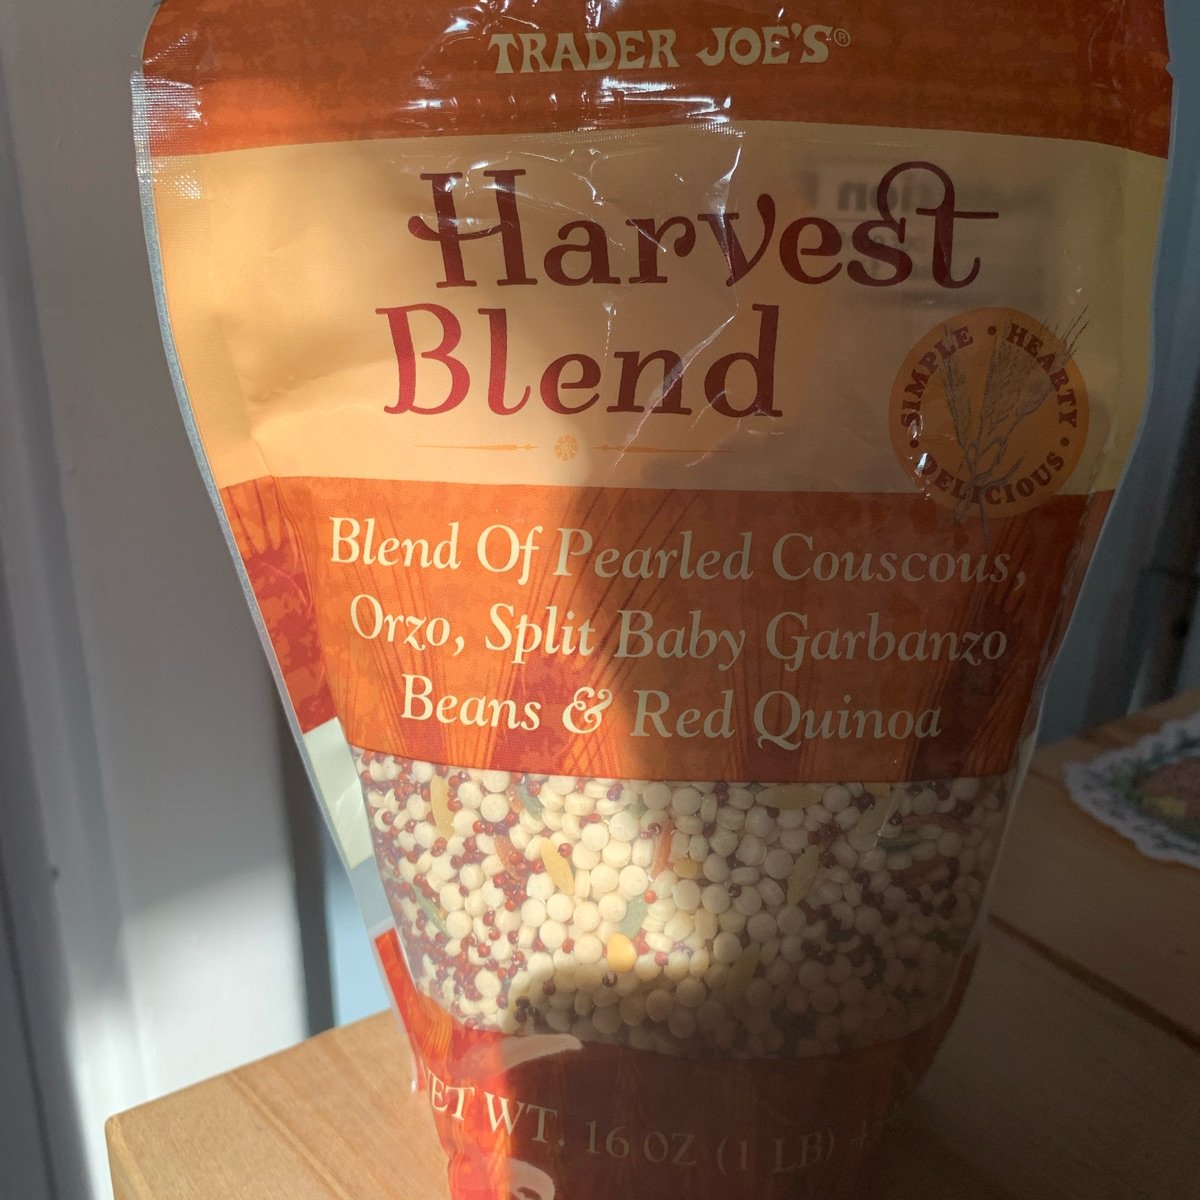 TRADER JOE'S®
Harvest
Blend
SIMPLE • HEARTY • DELICIOUS •
Blend Of Pearled Couscous,
Orzo, Split Baby Garbanzo
Beans & Red Quinoa
NET WT. 16 OZ (1 LB)